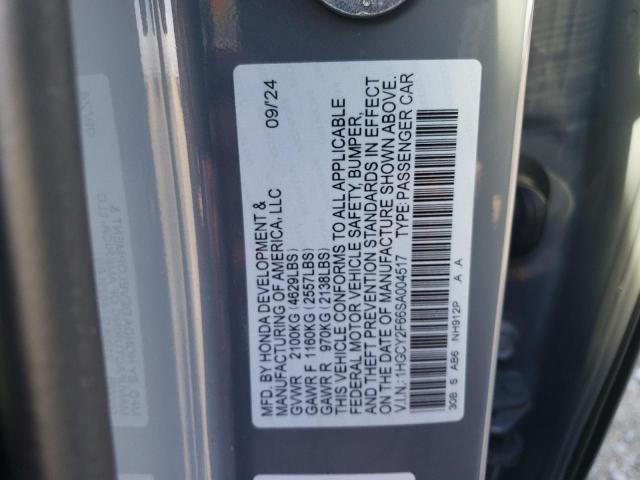 MFD. BY HONDA DEVELOPMENT & 09/'24
MANUFACTURING OF AMERICA, LLC
GVWR 2100KG (4629LBS)
GAWR F 1160KG (2557LBS)
GAWR R 970KG (2138LBS)
THIS VEHICLE CONFORMS TO ALL APPLICABLE
FEDERAL MOTOR VEHICLE SAFETY, BUMPER,
AND THEFT PREVENTION STANDARDS IN EFFECT
ON THE DATE OF MANUFACTURE SHOWN ABOVE.
V.I.N.: 1HGCY2F66SA004517 TYPE: PASSENGER CAR
30B S AB6 NH912P A A